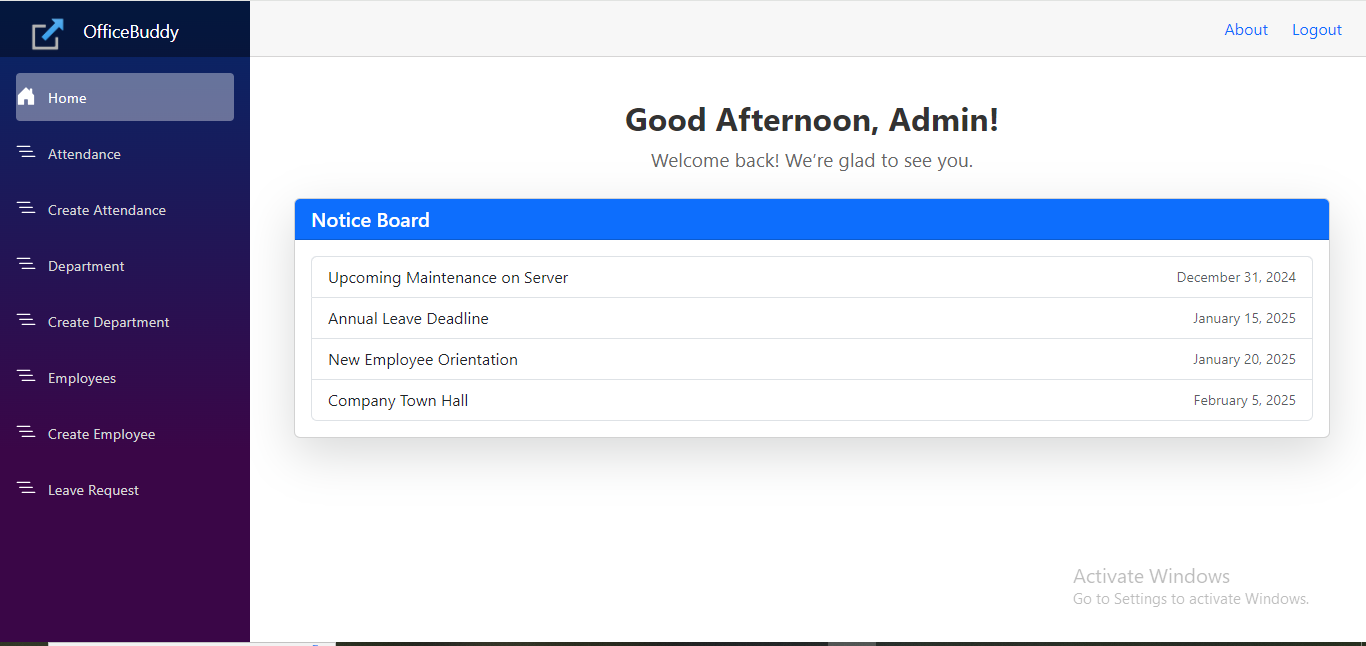 OfficeBuddy
About
Logout
Home
Attendance
Create Attendance
Department
Create Department
Employees
Create Employee
Leave Request
Good Afternoon, Admin!
Welcome back! We’re glad to see you.
Notice Board
Upcoming Maintenance on Server December 31, 2024
Annual Leave Deadline January 15, 2025
New Employee Orientation January 20, 2025
Company Town Hall February 5, 2025
Activate Windows
Go to Settings to activate Windows.